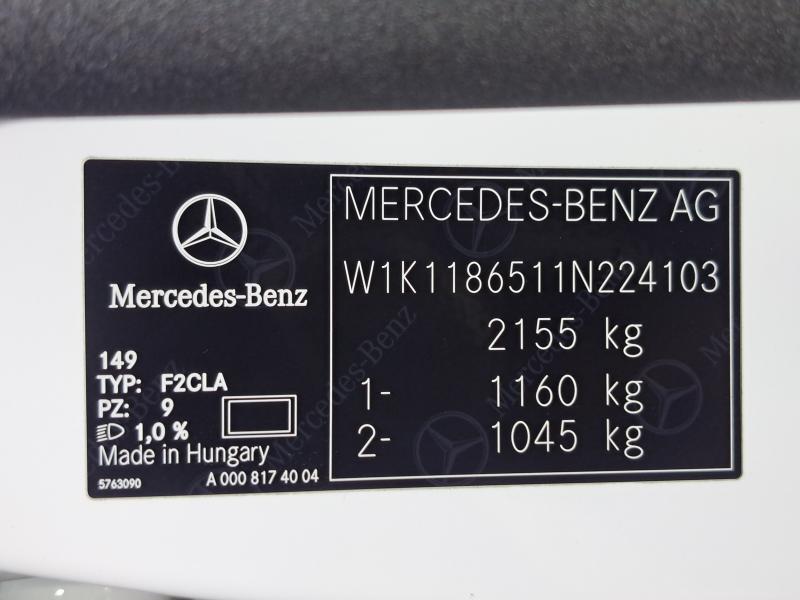 Mercedes-Benz
149
TYP: F2CLA
PZ: 9
1,0 %
Made in Hungary
5763090
A 000 817 40 04
MERCEDES-BENZ AG
W1K1186511N224103
2155 kg
1- 1160 kg
2- 1045 kg